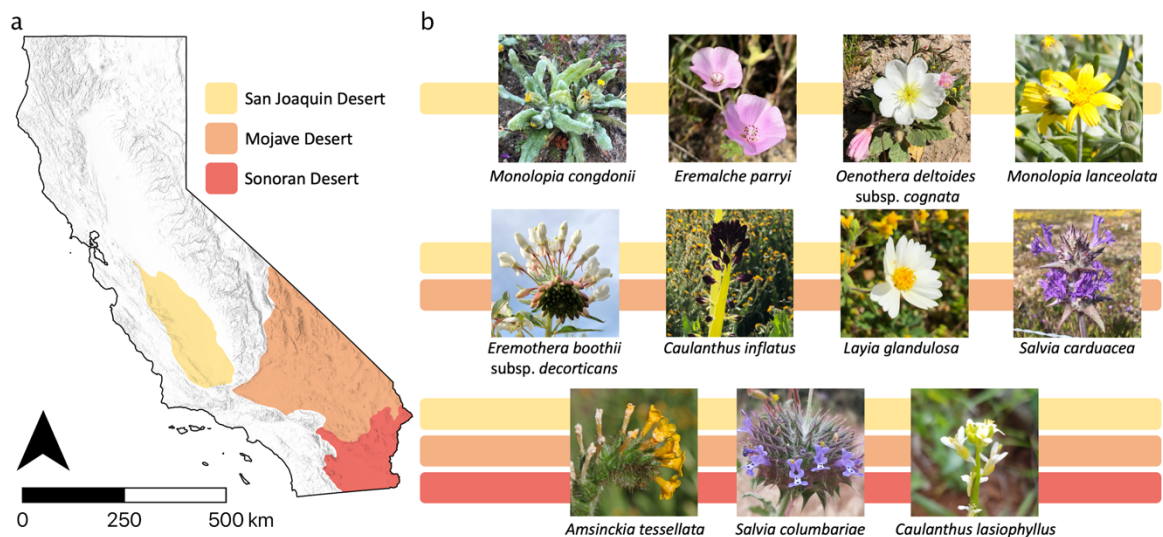 a
San Joaquin Desert
Mojave Desert
Sonoran Desert
0 250 500 km
b
Monolopia congdonii
Eremalche parryi
Oenothera deltoides
subsp. cognata
Monolopia lanceolata
Eremothera boothii
subsp. decorticans
Caulanthus inflatus
Layia glandulosa
Salvia carduacea
Amsinckia tessellata
Salvia columbariae
Caulanthus lasiophyllus